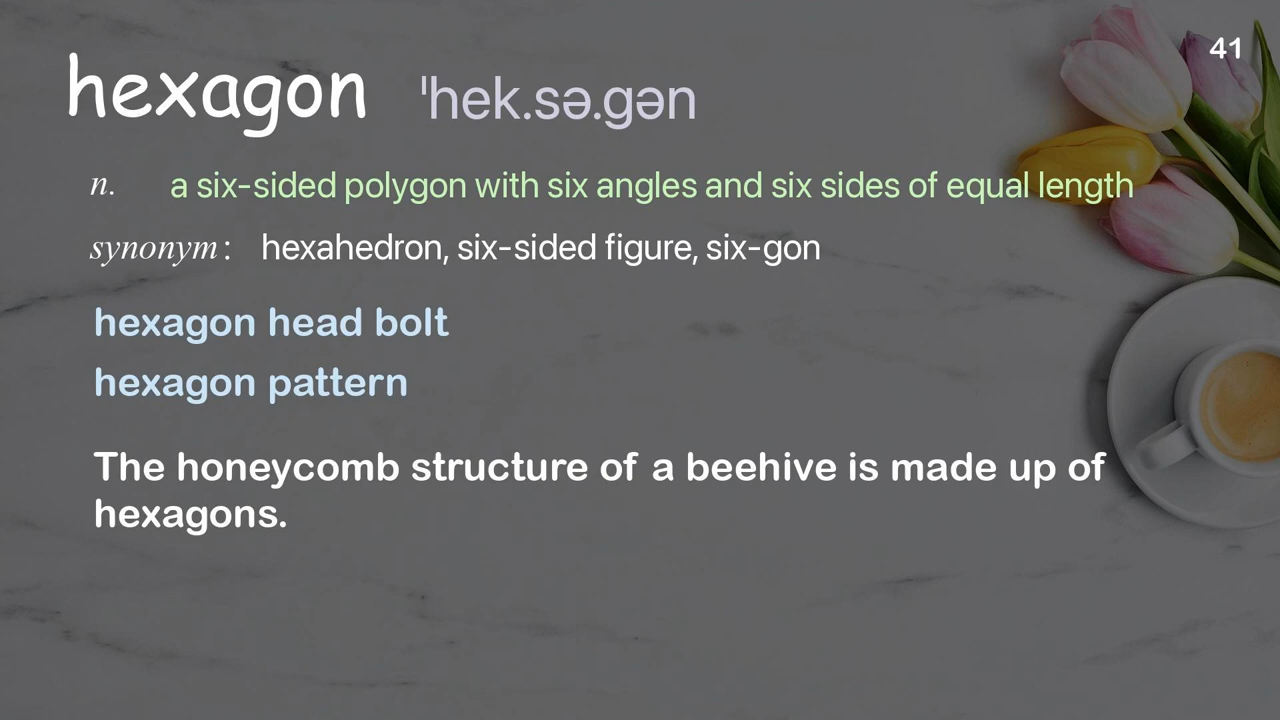 41
hexagon ˈhek.sə.gən
n. a six-sided polygon with six angles and six sides of equal length
synonym: hexahedron, six-sided figure, six-gon
hexagon head bolt
hexagon pattern
The honeycomb structure of a beehive is made up of
hexagons.